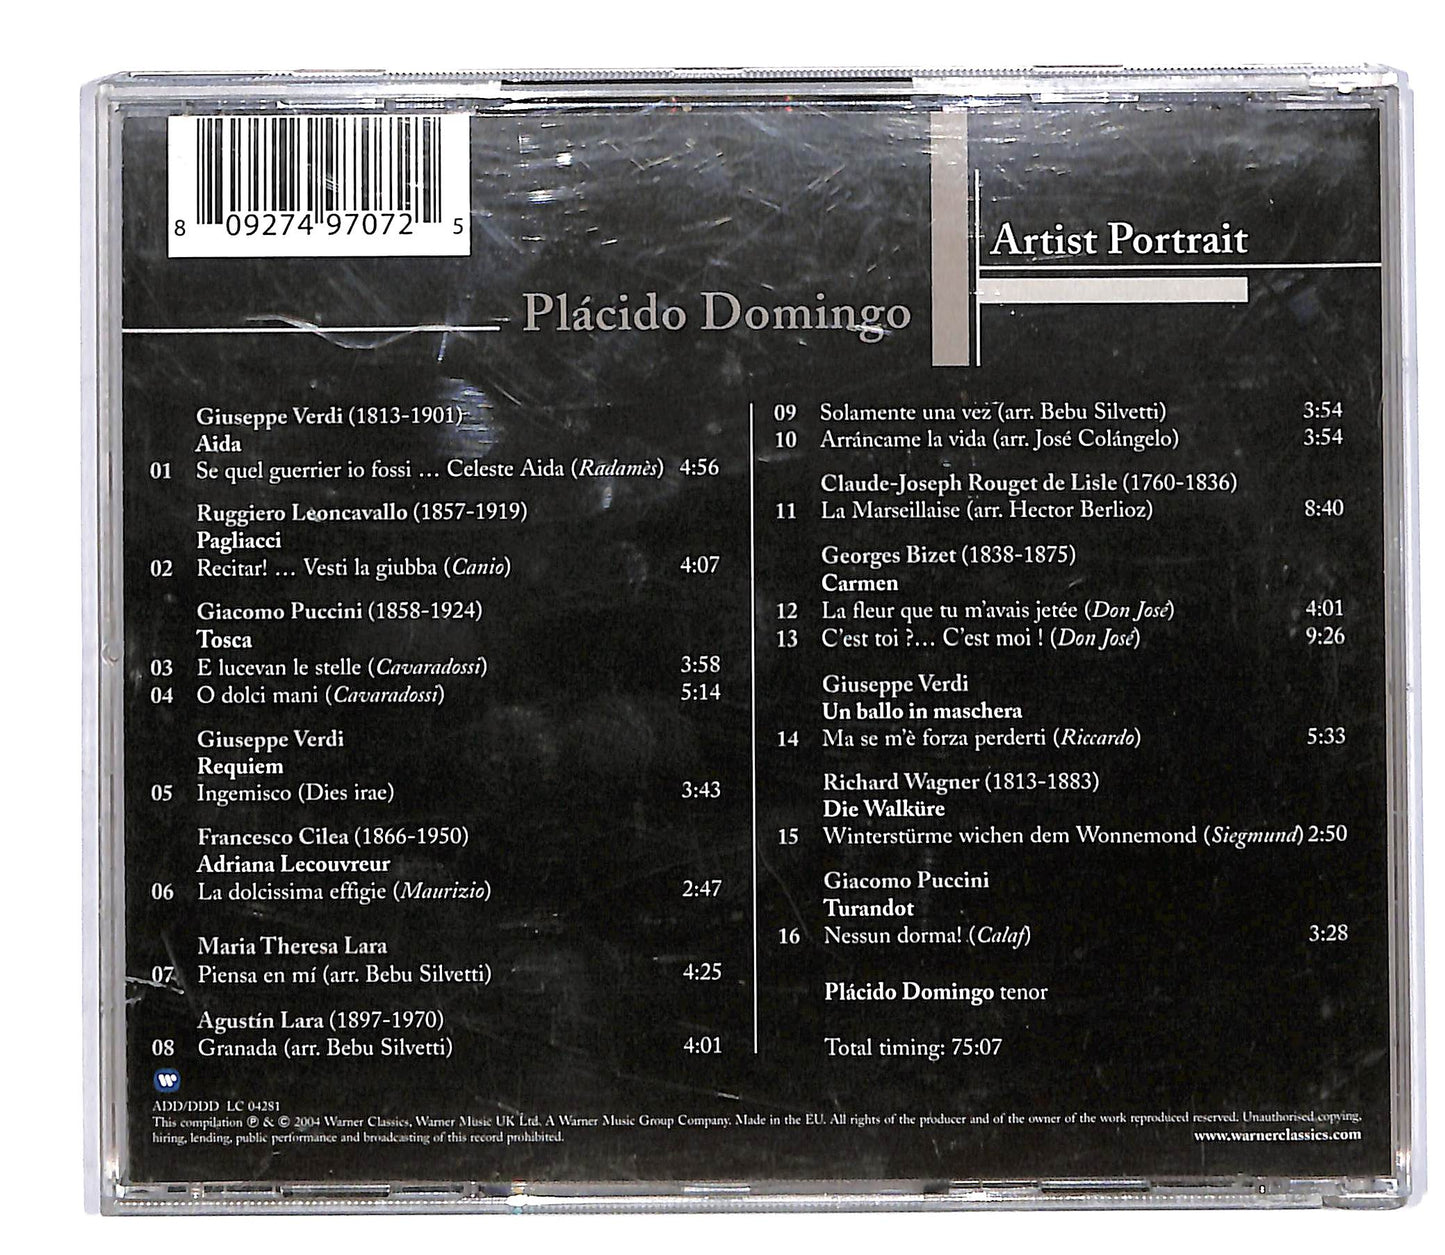 8 09274 97072 5
Artist Portrait
Plácido Domingo
Giuseppe Verdi (1813-1901)
Aida
01 Se quel guerrier io fossi … Celeste Aida (Radamès) 4:56
Ruggiero Leoncavallo (1857-1919)
Pagliacci
02 Recitar! … Vesti la giubba (Canio) 4:07
Giacomo Puccini (1858-1924)
Tosca
03 E lucevan le stelle (Cavaradossi) 3:58
04 O dolci mani (Cavaradossi) 5:14
Giuseppe Verdi
Requiem
05 Ingemisco (Dies irae) 3:43
Francesco Cilea (1866-1950)
Adriana Lecouvreur
06 La dolcissima effigie (Maurizio) 2:47
Maria Theresa Lara
07 Piensa en mí (arr. Bebu Silvetti) 4:25
Agustín Lara (1897-1970)
08 Granada (arr. Bebu Silvetti) 4:01
09 Solamente una vez (arr. Bebu Silvetti) 3:54
10 Arráncame la vida (arr. José Colángelo) 3:54
Claude-Joseph Rouget de Lisle (1760-1836)
11 La Marseillaise (arr. Hector Berlioz) 8:40
Georges Bizet (1838-1875)
Carmen
12 La fleur que tu m'avais jetée (Don José) 4:01
13 C'est toi ?… C'est moi ! (Don José) 9:26
Giuseppe Verdi
Un ballo in maschera
14 Ma se m'è forza perderti (Riccardo) 5:33
Richard Wagner (1813-1883)
Die Walküre
15 Winterstürme wichen dem Wonnemond (Siegmund) 2:50
Giacomo Puccini
Turandot
16 Nessun dorma! (Calaf) 3:28
Plácido Domingo tenor
Total timing: 75:07
ADD/DDD LC 04281
This compilation ℗ & © 2004 Warner Classics, Warner Music UK Ltd. A Warner Music Group Company. Made in the EU. All rights of the producer and of the owner of the work reproduced reserved. Unauthorised copying,
hiring, lending, public performance and broadcasting of this record prohibited.
www.warnerclassics.com